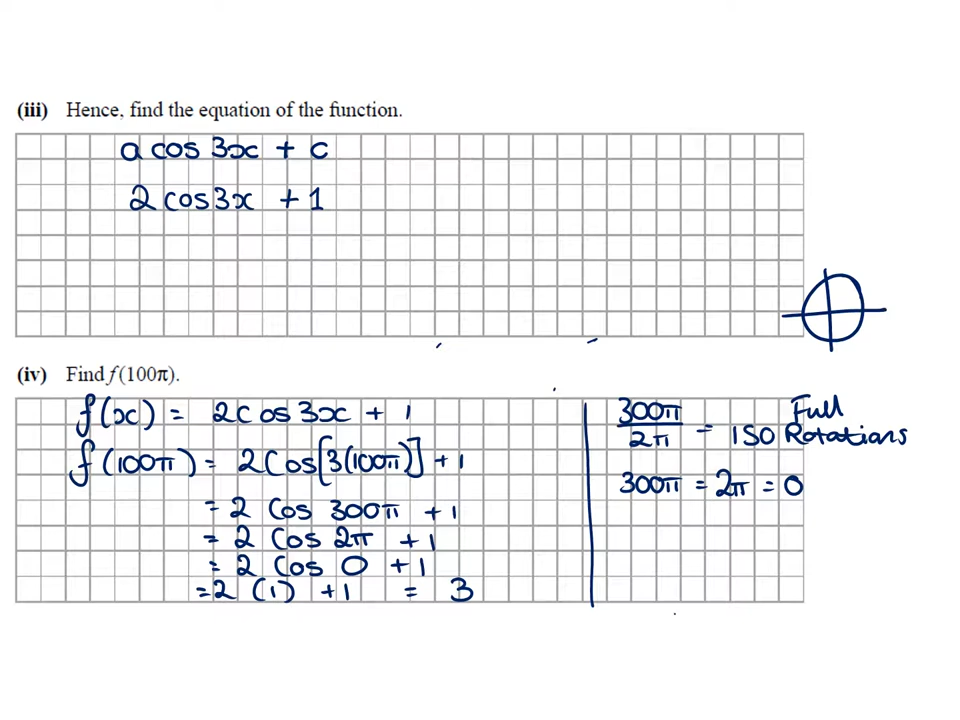 (iii) Hence, find the equation of the function.
a cos 3x + c
2 cos3x + 1
(iv) Find f(100π).
f(x) = 2cos 3x + 1
f(100π) = 2Cos[3(100π)] + 1
= 2 Cos 300π + 1
= 2 Cos 2π + 1
= 2 Cos 0 + 1
= 2 (1) + 1 = 3
300π/2π = 150 Full Rotations
300π = 2π = 0